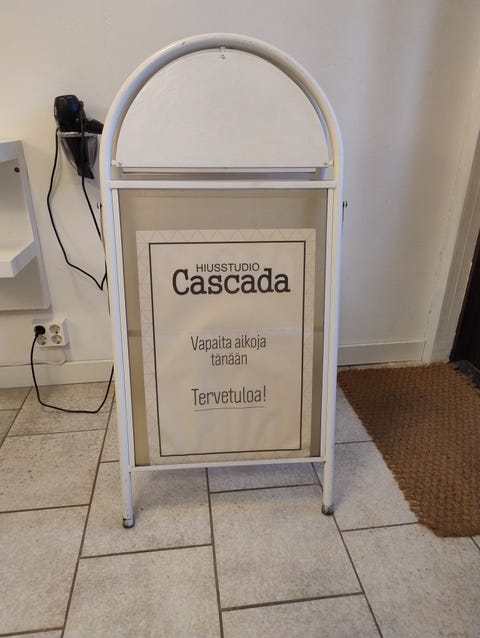 HIUSSTUDIO
Cascada
Vapaita aikoja
tänään
Tervetuloa!